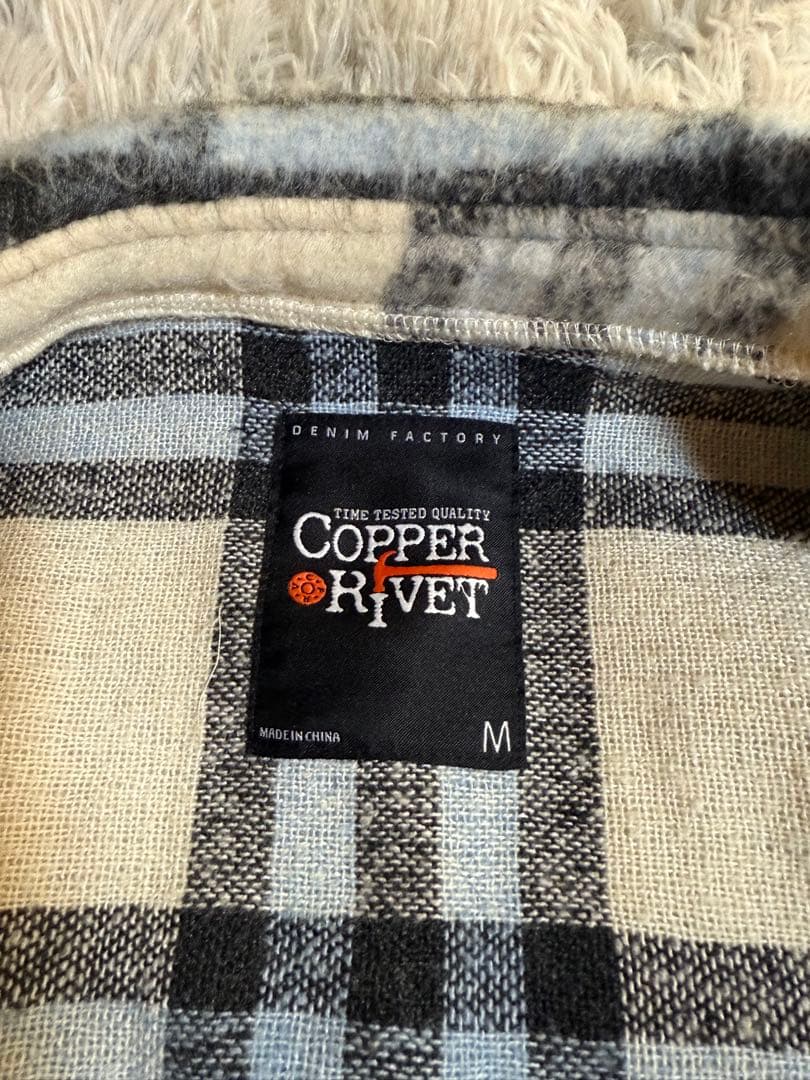 DENIM FACTORY
TIME TESTED QUALITY
COPPER
RIVET
MADE IN CHINA
M